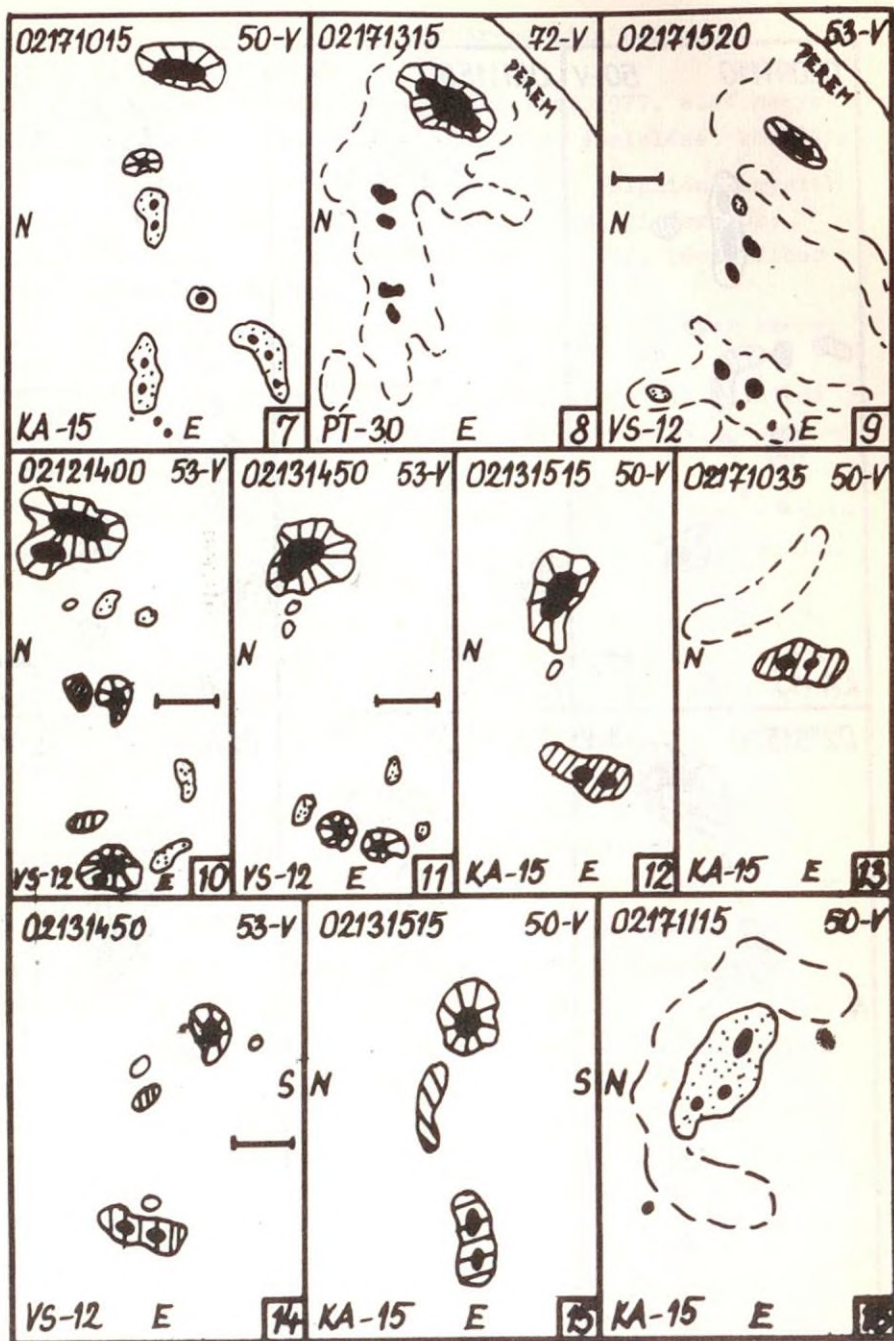 02171015 50-V
N
KA-15 E 7
02171315 72-V
PEREM
N
PT-30 E 8
02171520 53-V
PEREM
N
VS-12 E 9
02121400 53-V
N
VS-12 E 10
02131450 53-V
N
VS-12 E 11
02131515 50-V
N
KA-15 E 12
02171035 50-V
N
KA-15 E 13
02131450 53-V
S
VS-12 E 14
02131515 50-V
N S
KA-15 E 15
02171115 50-V
N
KA-15 E